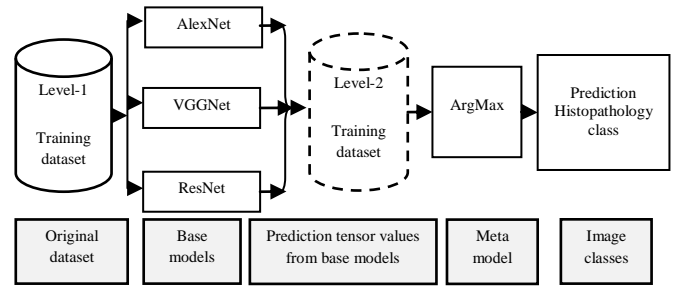 Level-1
Training
dataset
AlexNet
VGGNet
ResNet
Level-2
Training
dataset
ArgMax
Prediction
Histopathology
class
Original
dataset
Base
models
Prediction tensor values
from base models
Meta
model
Image
classes